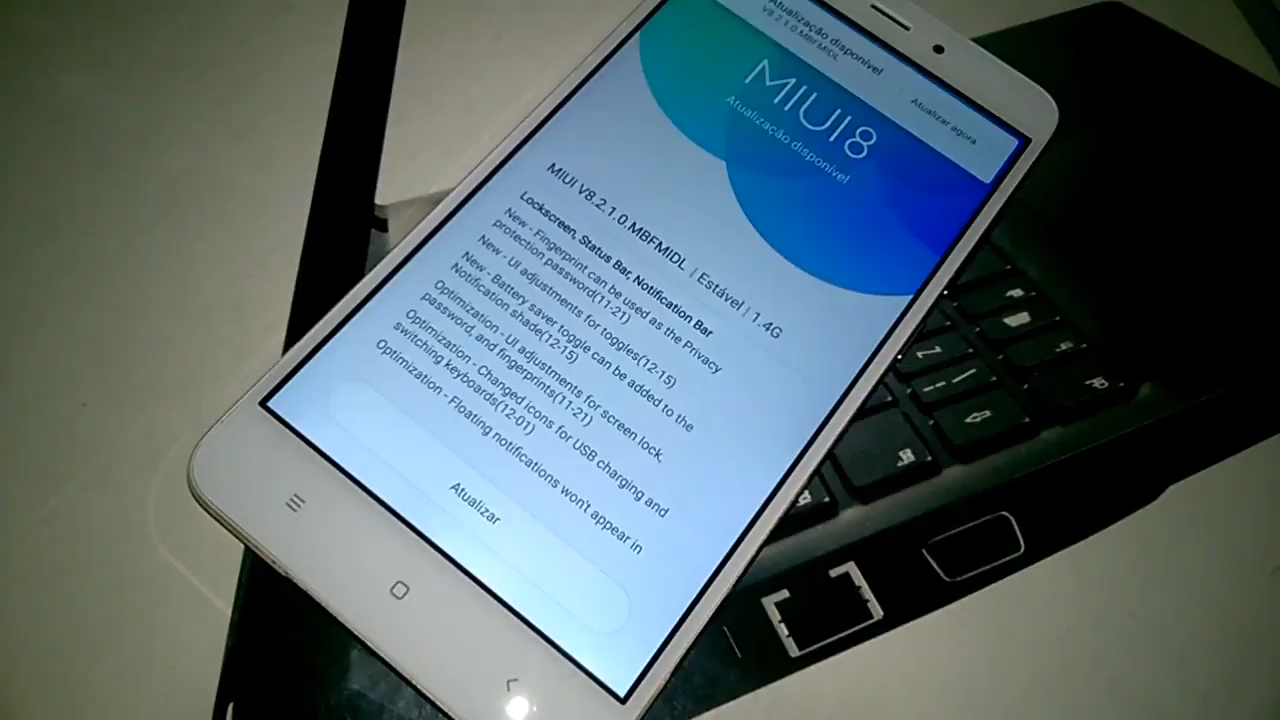 Atualização disponível
V8.2.1.0.MBFMIDL
Atualizar agora
MIUI8
Atualização disponível
MIUI V8.2.1.0.MBFMIDL | Estável | 1.4G
Lockscreen, Status Bar, Notification Bar
New - Fingerprint can be used as the Privacy
protection password(11-21)
New - UI adjustments for toggles(12-15)
New - Battery saver toggle can be added to the
Notification shade(12-15)
Optimization - UI adjustments for screen lock,
password, and fingerprints(11-21)
Optimization - Changed icons for USB charging and
switching keyboards(12-01)
Optimization - Floating notifications won't appear in
Atualizar
Z